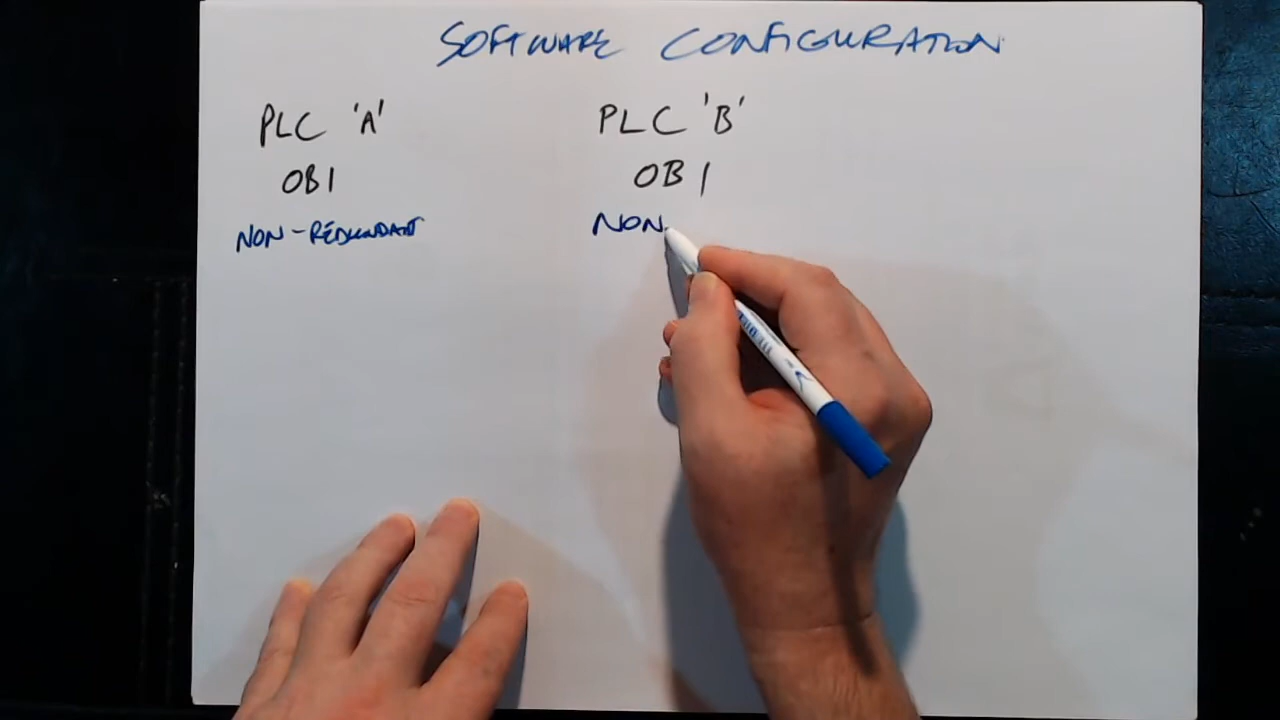 SOFTWARE CONFIGURATION
PLC 'A'
OB1
NON-REDUNDANT
PLC 'B'
OB1
NON